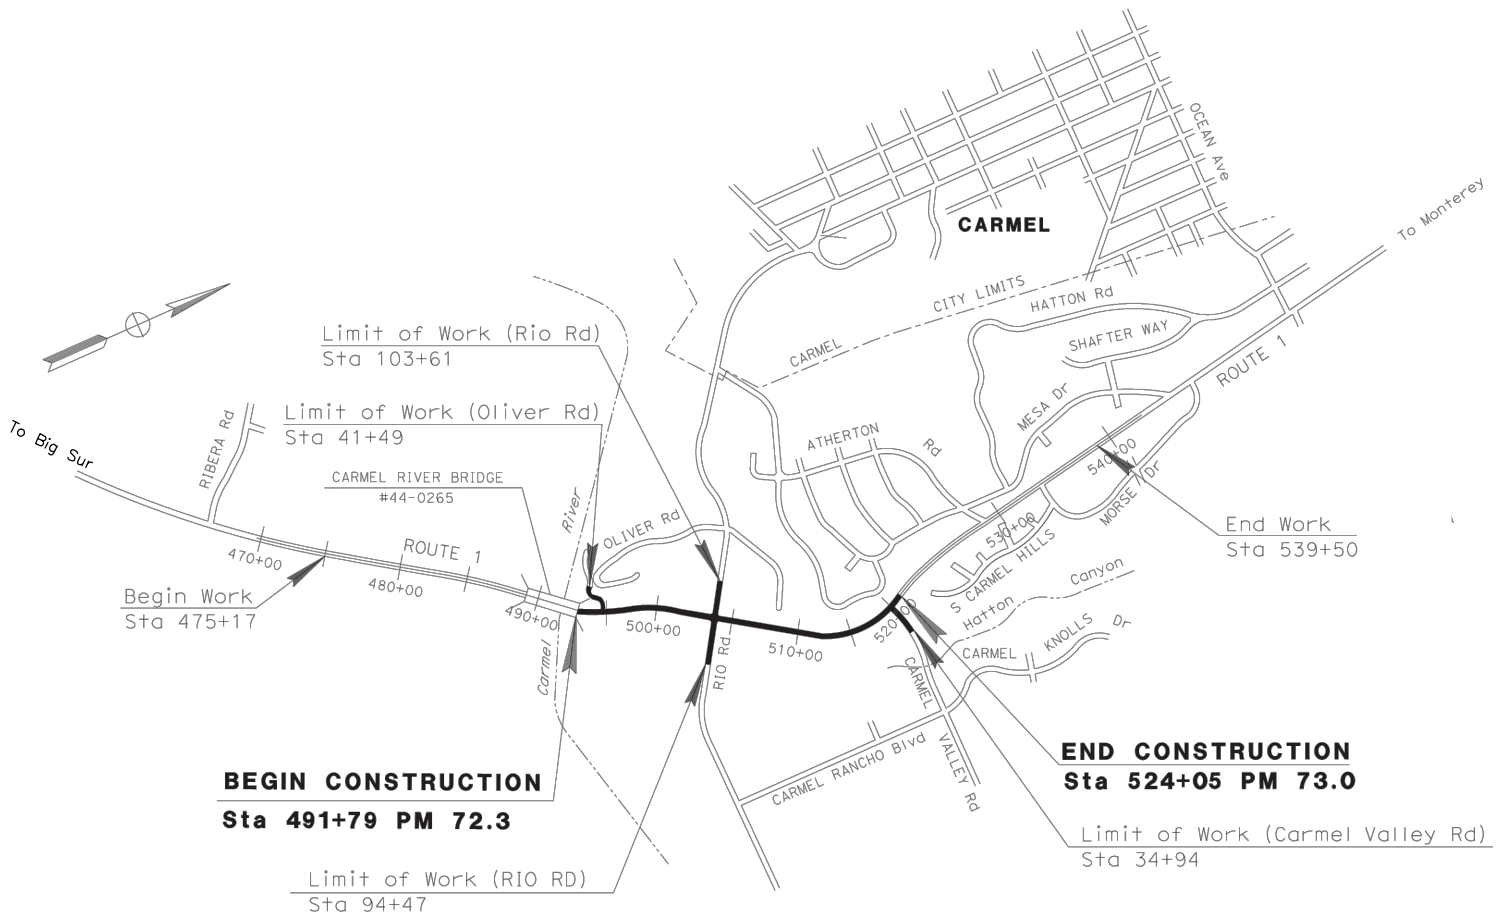 OCEAN Ave
To Monterey
CARMEL
CITY LIMITS
CARMEL
HATTON Rd
SHAFTER WAY
ROUTE 1
MESA Dr
ATHERTON
Rd
Limit of Work (Rio Rd)
Sta 103+61
Limit of Work (Oliver Rd)
Sta 41+49
CARMEL RIVER BRIDGE
#44-0265
To Big Sur
RIBERA Rd
River
OLIVER Rd
540+00
MORSE Dr
530+00
End Work
Sta 539+50
ROUTE 1
470+00
480+00
490+00
500+00
510+00
520+00
Begin Work
Sta 475+17
S CARMEL HILLS
Hatton
Canyon
CARMEL
KNOLLS
Dr
Carmel
RIO Rd
CARMEL
VALLEY Rd
CARMEL RANCHO Blvd
BEGIN CONSTRUCTION
Sta 491+79 PM 72.3
END CONSTRUCTION
Sta 524+05 PM 73.0
Limit of Work (Carmel Valley Rd)
Sta 34+94
Limit of Work (RIO RD)
Sta 94+47